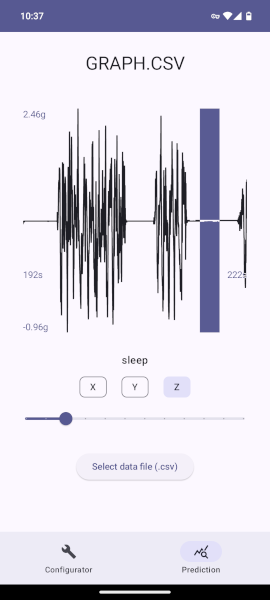 10:37
GRAPH.CSV
2.46g
192s
222s
-0.96g
sleep
X Y Z
Select data file (.csv)
Configurator Prediction